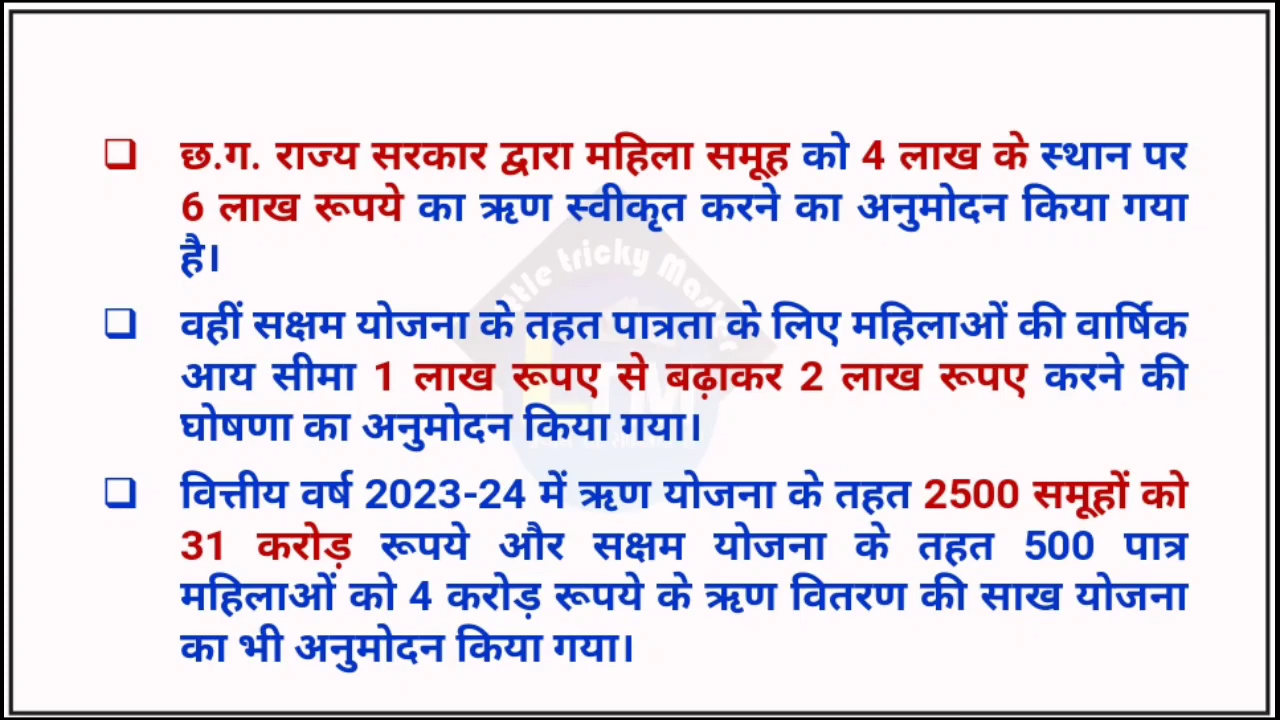 छ.ग. राज्य सरकार द्वारा महिला समूह को 4 लाख के स्थान पर
6 लाख रूपये का ऋण स्वीकृत करने का अनुमोदन किया गया
है।
वहीं सक्षम योजना के तहत पात्रता के लिए महिलाओं की वार्षिक
आय सीमा 1 लाख रूपए से बढ़ाकर 2 लाख रूपए करने की
घोषणा का अनुमोदन किया गया।
वित्तीय वर्ष 2023-24 में ऋण योजना के तहत 2500 समूहों को
31 करोड़ रूपये और सक्षम योजना के तहत 500 पात्र
महिलाओं को 4 करोड़ रूपये के ऋण वितरण की साख योजना
का भी अनुमोदन किया गया।
tricky